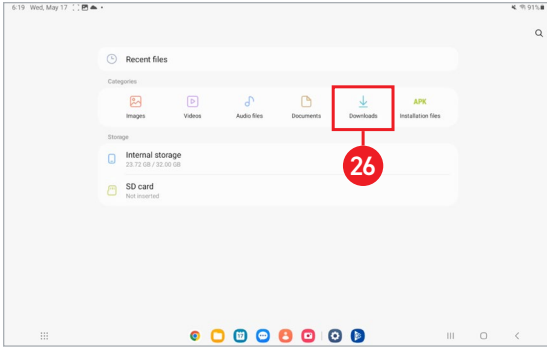 6:19 Wed, May 17
91%
Recent files
Categories
Images Videos Audio files Documents Downloads APK Installation files
Storage
Internal storage
23.72 GB / 32.00 GB
SD card
Not inserted
26